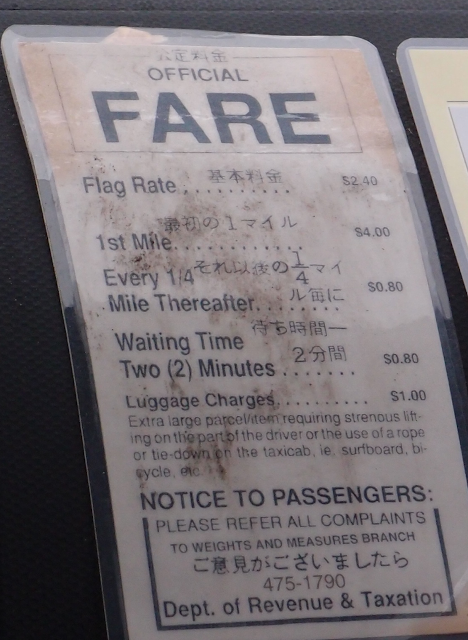 公定料金
OFFICIAL
FARE
基本料金
Flag Rate........... $2.40
最初の1マイル
1st Mile............ $4.00
Every 1/4 それ以後の1/4マイ
Mile Thereafter........ ル毎に $0.80
Waiting Time 待ち時間ー
2分間
Two (2) Minutes....... $0.80
Luggage Charges.......... $1.00
Extra large parcel/item requiring strenous lift-
ing on the part of the driver or the use of a rope
or tie-down on the taxicab, ie. surfboard, bi-
cycle, etc.
NOTICE TO PASSENGERS:
PLEASE REFER ALL COMPLAINTS
TO WEIGHTS AND MEASURES BRANCH
ご意見がございましたら
475-1790
Dept. of Revenue & Taxation